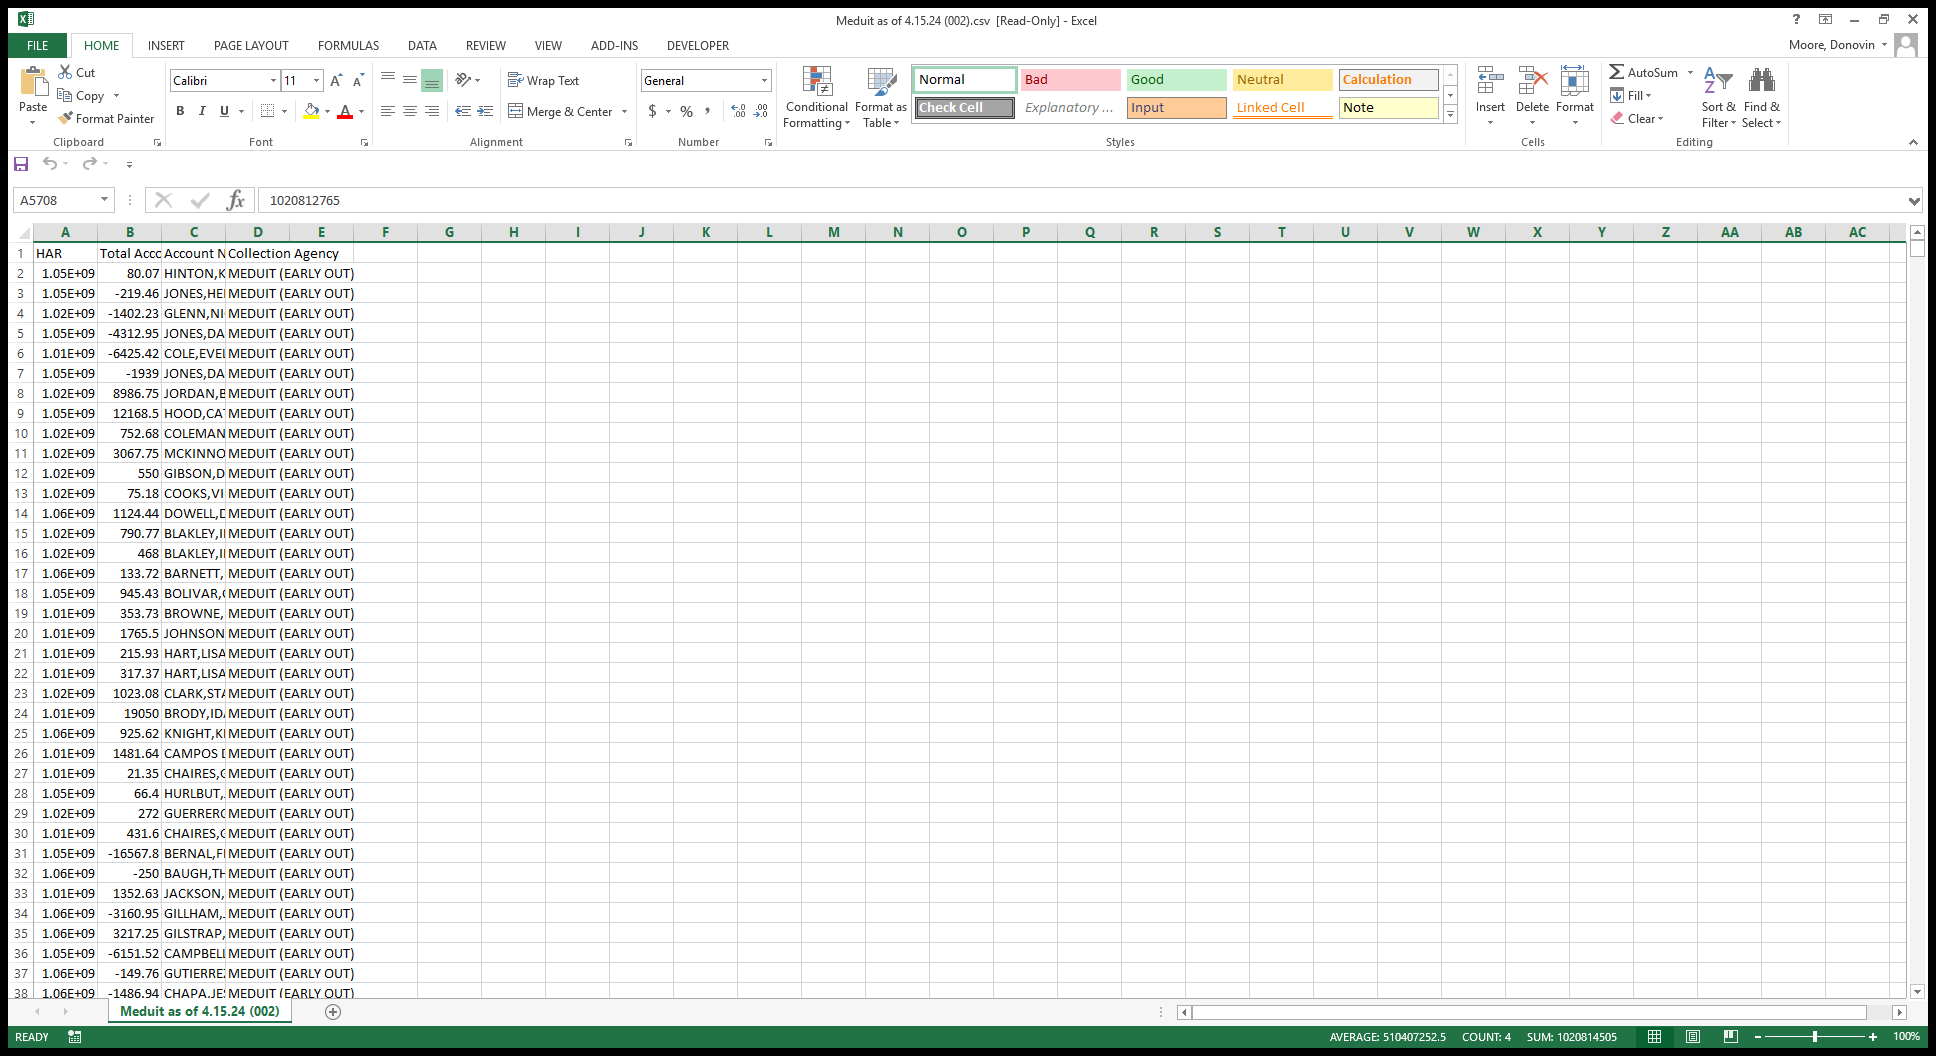 Meduit as of 4.15.24 (002).csv [Read-Only] - Excel
?
FILE HOME INSERT PAGE LAYOUT FORMULAS DATA REVIEW VIEW ADD-INS DEVELOPER Moore, Donovin
Paste Cut Copy Format Painter
Calibri 11
B I U
Wrap Text
Merge & Center
General
$ % ,
Conditional Formatting
Format as Table
Normal Bad Good Neutral Calculation
Check Cell Explanatory ... Input Linked Cell Note
Insert Delete Format
AutoSum
Fill
Clear
Sort & Filter
Find & Select
Clipboard Font Alignment Number Styles Cells Editing
A5708 fx 1020812765
A B C D E F G H I J K L M N O P Q R S T U V W X Y Z AA AB AC
1 HAR Total Acco Account N Collection Agency
2 1.05E+09 80.07 HINTON,K MEDUIT (EARLY OUT)
3 1.05E+09 -219.46 JONES,HE MEDUIT (EARLY OUT)
4 1.02E+09 -1402.23 GLENN,NI MEDUIT (EARLY OUT)
5 1.05E+09 -4312.95 JONES,DA MEDUIT (EARLY OUT)
6 1.01E+09 -6425.42 COLE,EVE MEDUIT (EARLY OUT)
7 1.05E+09 -1939 JONES,DA MEDUIT (EARLY OUT)
8 1.02E+09 8986.75 JORDAN,B MEDUIT (EARLY OUT)
9 1.05E+09 12168.5 HOOD,CA MEDUIT (EARLY OUT)
10 1.02E+09 752.68 COLEMAN MEDUIT (EARLY OUT)
11 1.02E+09 3067.75 MCKINNO MEDUIT (EARLY OUT)
12 1.02E+09 550 GIBSON,D MEDUIT (EARLY OUT)
13 1.02E+09 75.18 COOKS,VI MEDUIT (EARLY OUT)
14 1.06E+09 1124.44 DOWELL,D MEDUIT (EARLY OUT)
15 1.02E+09 790.77 BLAKLEY,I MEDUIT (EARLY OUT)
16 1.02E+09 468 BLAKLEY,I MEDUIT (EARLY OUT)
17 1.06E+09 133.72 BARNETT, MEDUIT (EARLY OUT)
18 1.05E+09 945.43 BOLIVAR, MEDUIT (EARLY OUT)
19 1.01E+09 353.73 BROWNE, MEDUIT (EARLY OUT)
20 1.01E+09 1765.5 JOHNSON MEDUIT (EARLY OUT)
21 1.01E+09 215.93 HART,LISA MEDUIT (EARLY OUT)
22 1.01E+09 317.37 HART,LISA MEDUIT (EARLY OUT)
23 1.02E+09 1023.08 CLARK,STA MEDUIT (EARLY OUT)
24 1.01E+09 19050 BRODY,ID MEDUIT (EARLY OUT)
25 1.06E+09 925.62 KNIGHT,K MEDUIT (EARLY OUT)
26 1.01E+09 1481.64 CAMPOS D MEDUIT (EARLY OUT)
27 1.01E+09 21.35 CHAIRES, MEDUIT (EARLY OUT)
28 1.05E+09 66.4 HURLBUT, MEDUIT (EARLY OUT)
29 1.02E+09 272 GUERRERO MEDUIT (EARLY OUT)
30 1.01E+09 431.6 CHAIRES, MEDUIT (EARLY OUT)
31 1.05E+09 -16567.8 BERNAL,F MEDUIT (EARLY OUT)
32 1.06E+09 -250 BAUGH,TH MEDUIT (EARLY OUT)
33 1.01E+09 1352.63 JACKSON, MEDUIT (EARLY OUT)
34 1.06E+09 -3160.95 GILLHAM, MEDUIT (EARLY OUT)
35 1.06E+09 3217.25 GILSTRAP, MEDUIT (EARLY OUT)
36 1.05E+09 -6151.52 CAMPBELL MEDUIT (EARLY OUT)
37 1.06E+09 -149.76 GUTIERREZ MEDUIT (EARLY OUT)
38 1.06E+09 -1486.94 CHAPA,JE MEDUIT (EARLY OUT)
Meduit as of 4.15.24 (002)
READY AVERAGE: 510407252.5 COUNT: 4 SUM: 1020814505 100%